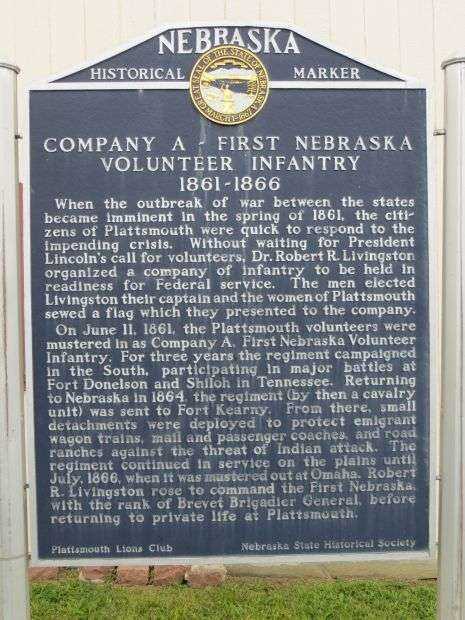 NEBRASKA
HISTORICAL MARKER
COMPANY A - FIRST NEBRASKA
VOLUNTEER INFANTRY
1861-1866
When the outbreak of war between the states
became imminent in the spring of 1861, the citi-
zens of Plattsmouth were quick to respond to the
impending crisis. Without waiting for President
Lincoln's call for volunteers, Dr. Robert R. Livingston
organized a company of infantry to be held in
readiness for Federal service. The men elected
Livingston their captain and the women of Plattsmouth
sewed a flag which they presented to the company.
On June 11, 1861, the Plattsmouth volunteers were
mustered in as Company A, First Nebraska Volunteer
Infantry. For three years the regiment campaigned
in the South, participating in major battles at
Fort Donelson and Shiloh in Tennessee. Returning
to Nebraska in 1864, the regiment (by then a cavalry
unit) was sent to Fort Kearny. From there, small
detachments were deployed to protect emigrant
wagon trains, mail and passenger coaches, and road
ranches against the threat of Indian attack. The
regiment continued in service on the plains until
July, 1866, when it was mustered out at Omaha. Robert
R. Livingston rose to command the First Nebraska,
with the rank of Brevet Brigadier General, before
returning to private life at Plattsmouth.
Plattsmouth Lions Club Nebraska State Historical Society